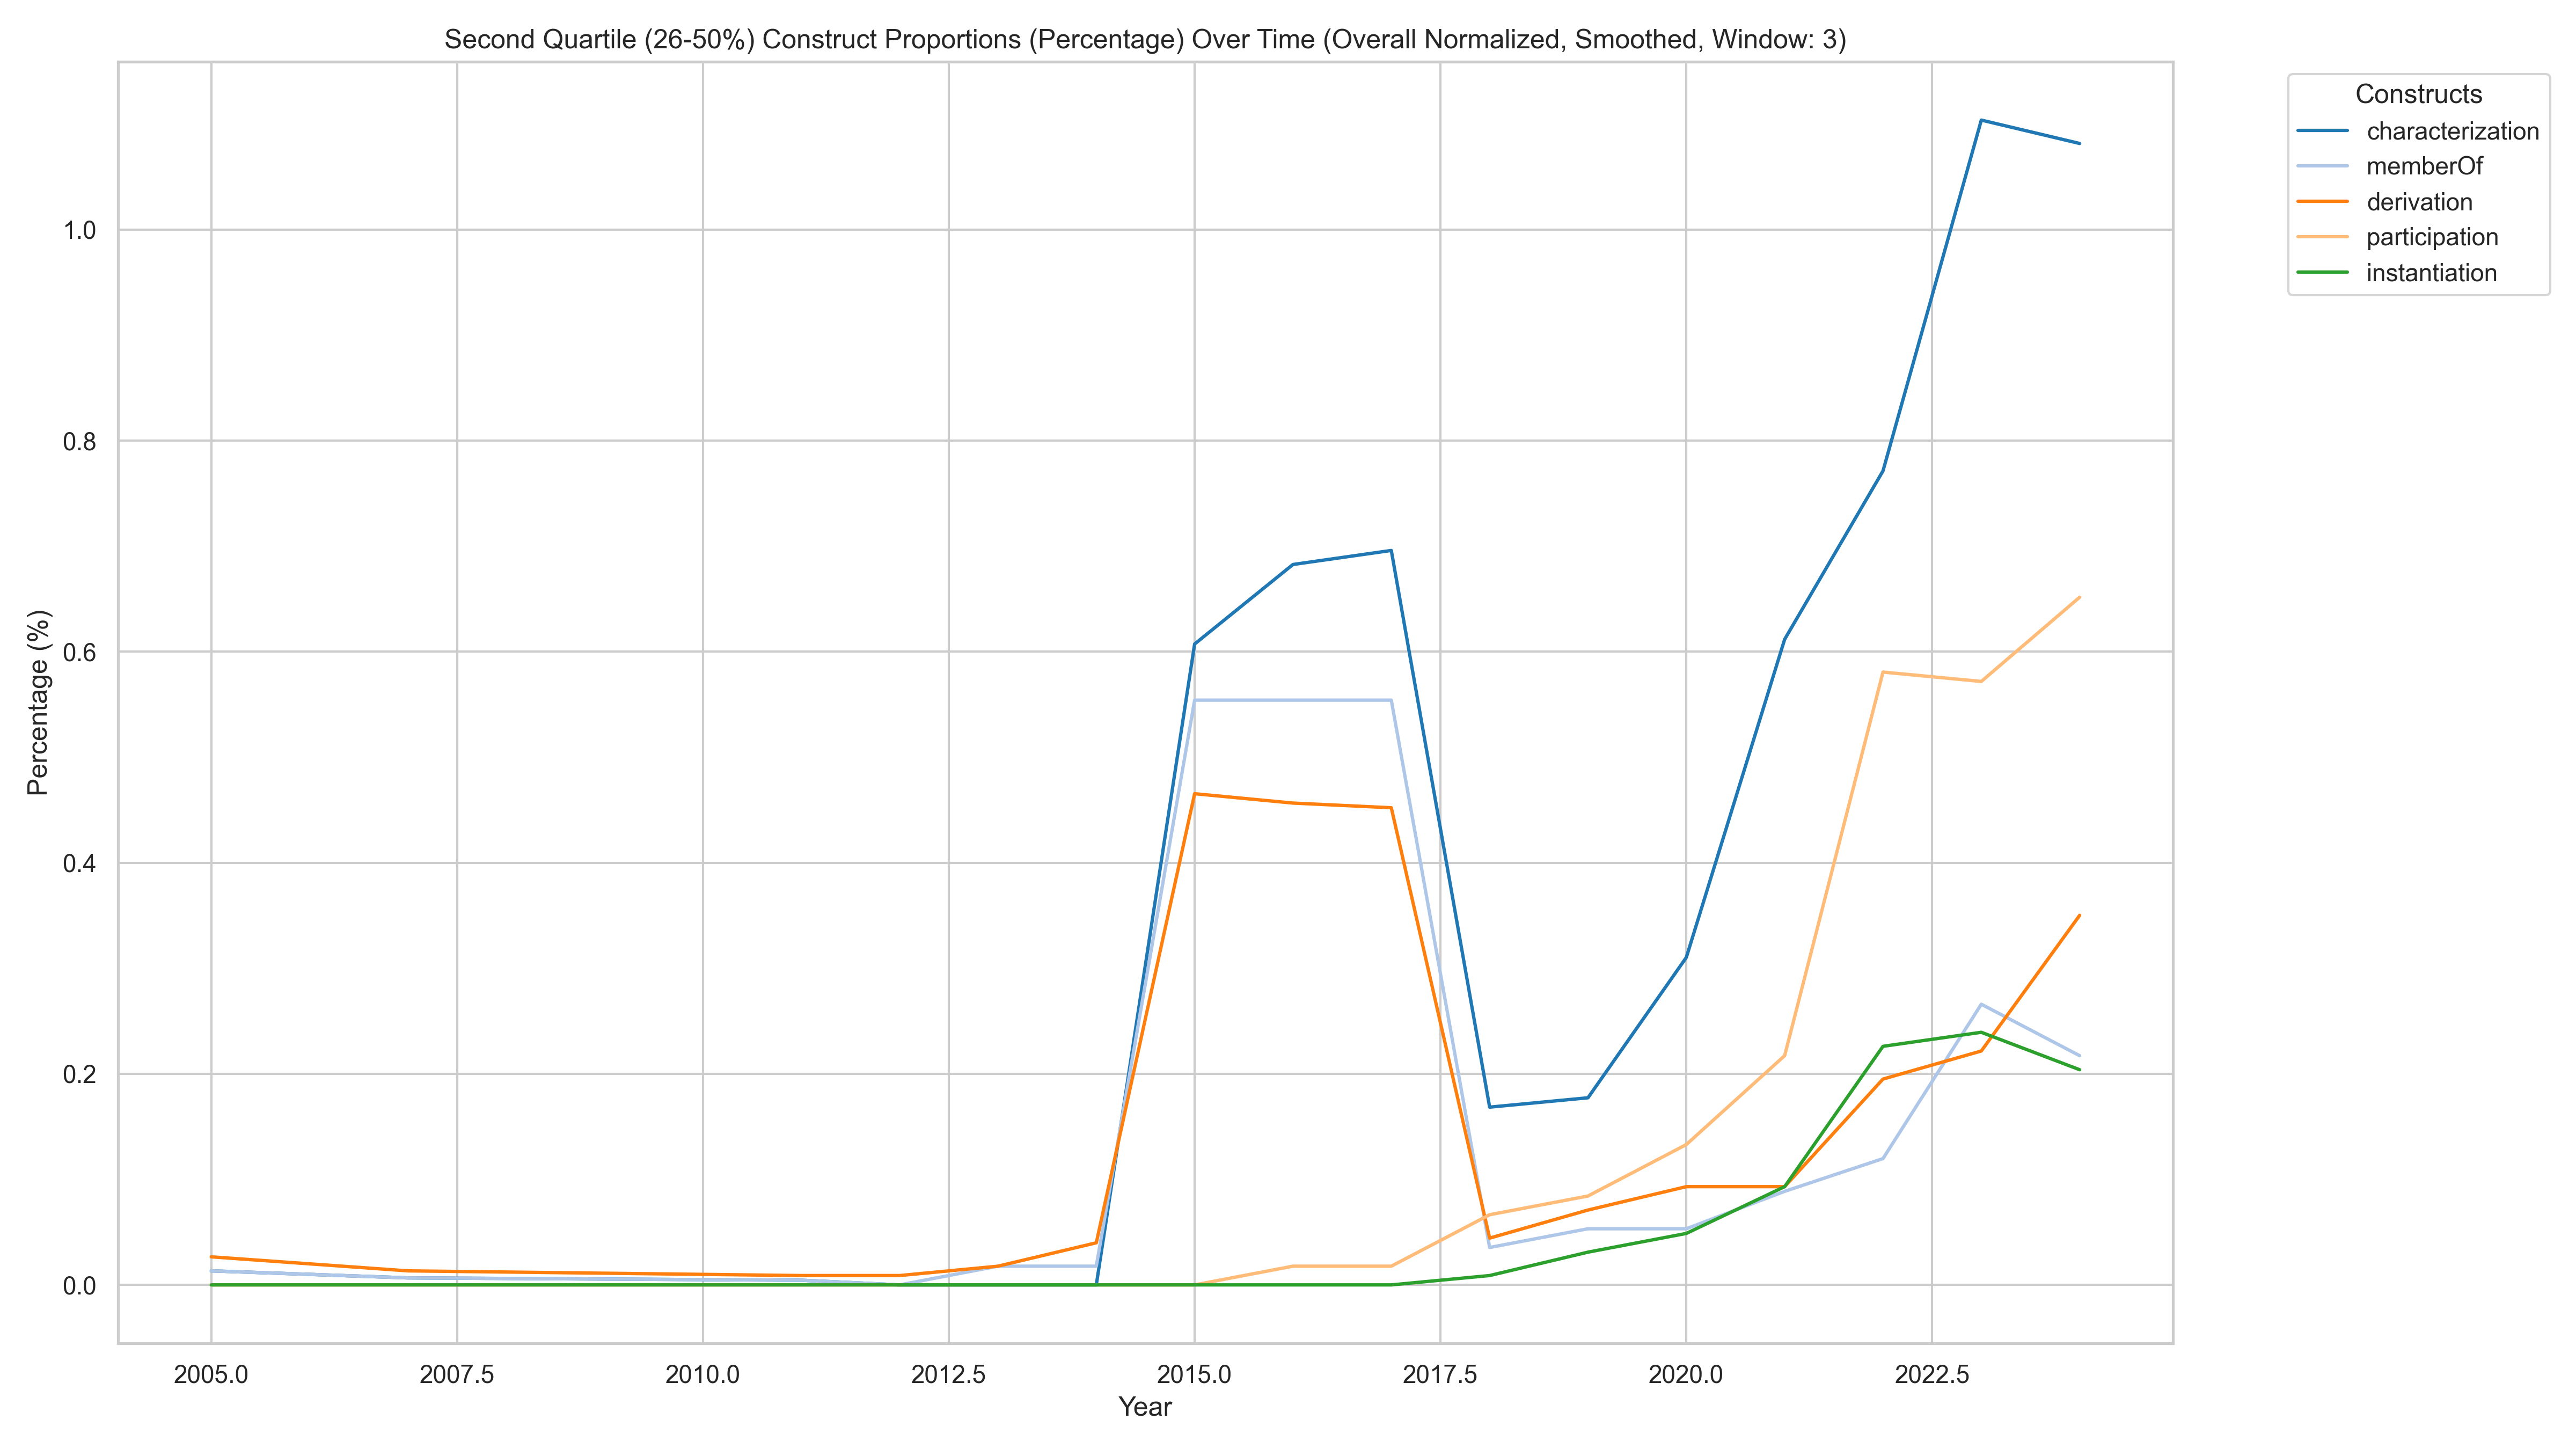 Second Quartile (26-50%) Construct Proportions (Percentage) Over Time (Overall Normalized, Smoothed, Window: 3)
Constructs
characterization
memberOf
derivation
participation
instantiation
Percentage (%)
1.0
0.8
0.6
0.4
0.2
0.0
2005.0 2007.5 2010.0 2012.5 2015.0 2017.5 2020.0 2022.5
Year